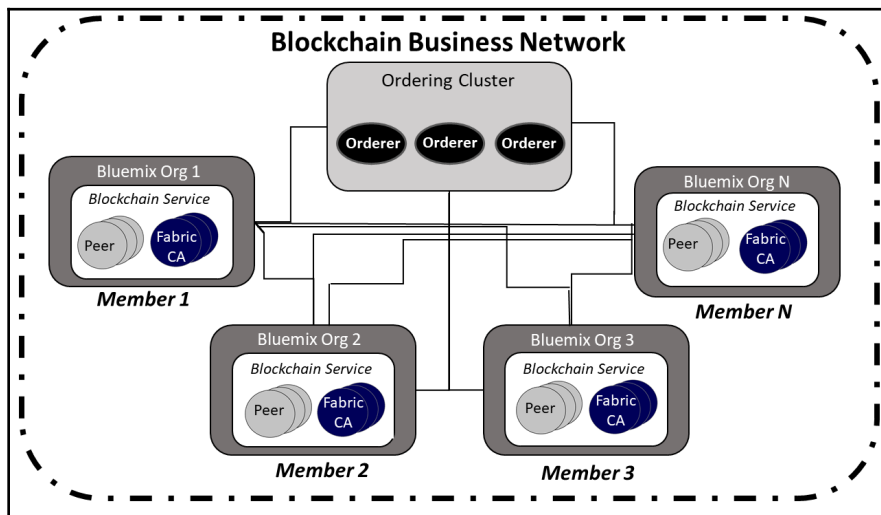 Blockchain Business Network
Ordering Cluster
Orderer
Orderer
Orderer
Bluemix Org 1
Blockchain Service
Peer
Fabric
CA
Member 1
Bluemix Org N
Blockchain Service
Peer
Fabric
CA
Member N
Bluemix Org 2
Blockchain Service
Peer
Fabric
CA
Member 2
Bluemix Org 3
Blockchain Service
Peer
Fabric
CA
Member 3